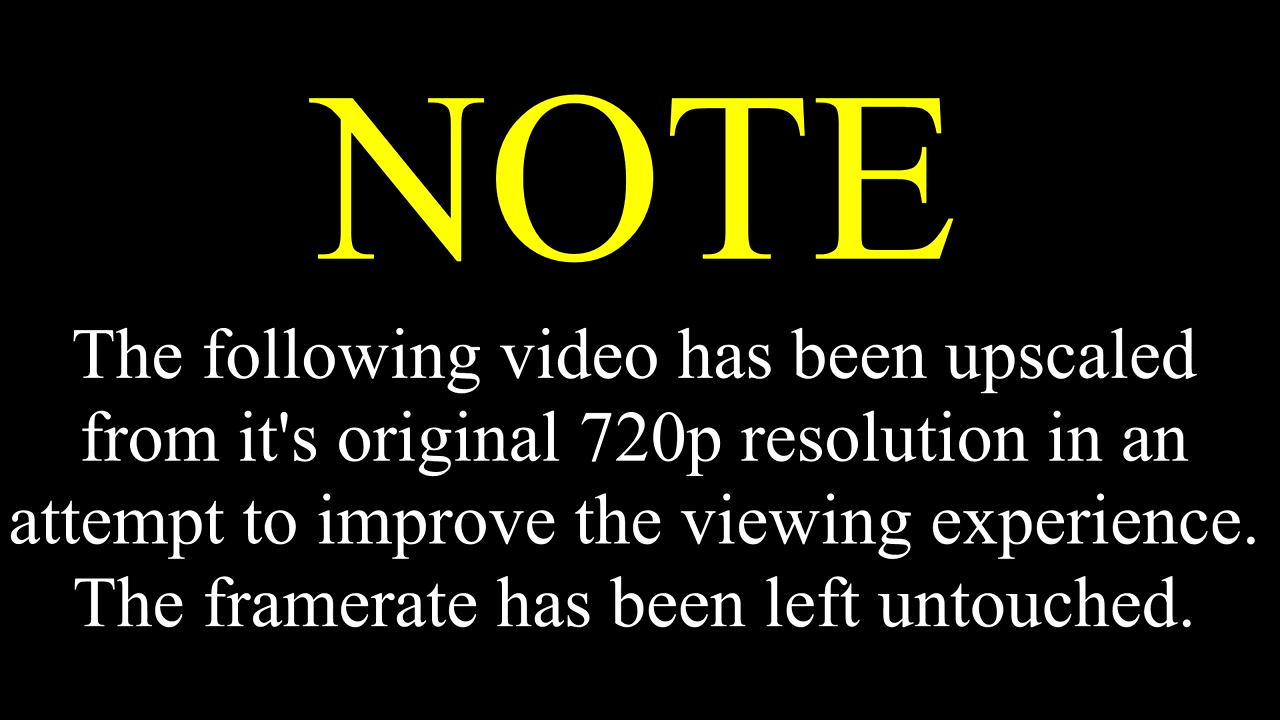 NOTE
The following video has been upscaled
from it's original 720p resolution in an
attempt to improve the viewing experience.
The framerate has been left untouched.